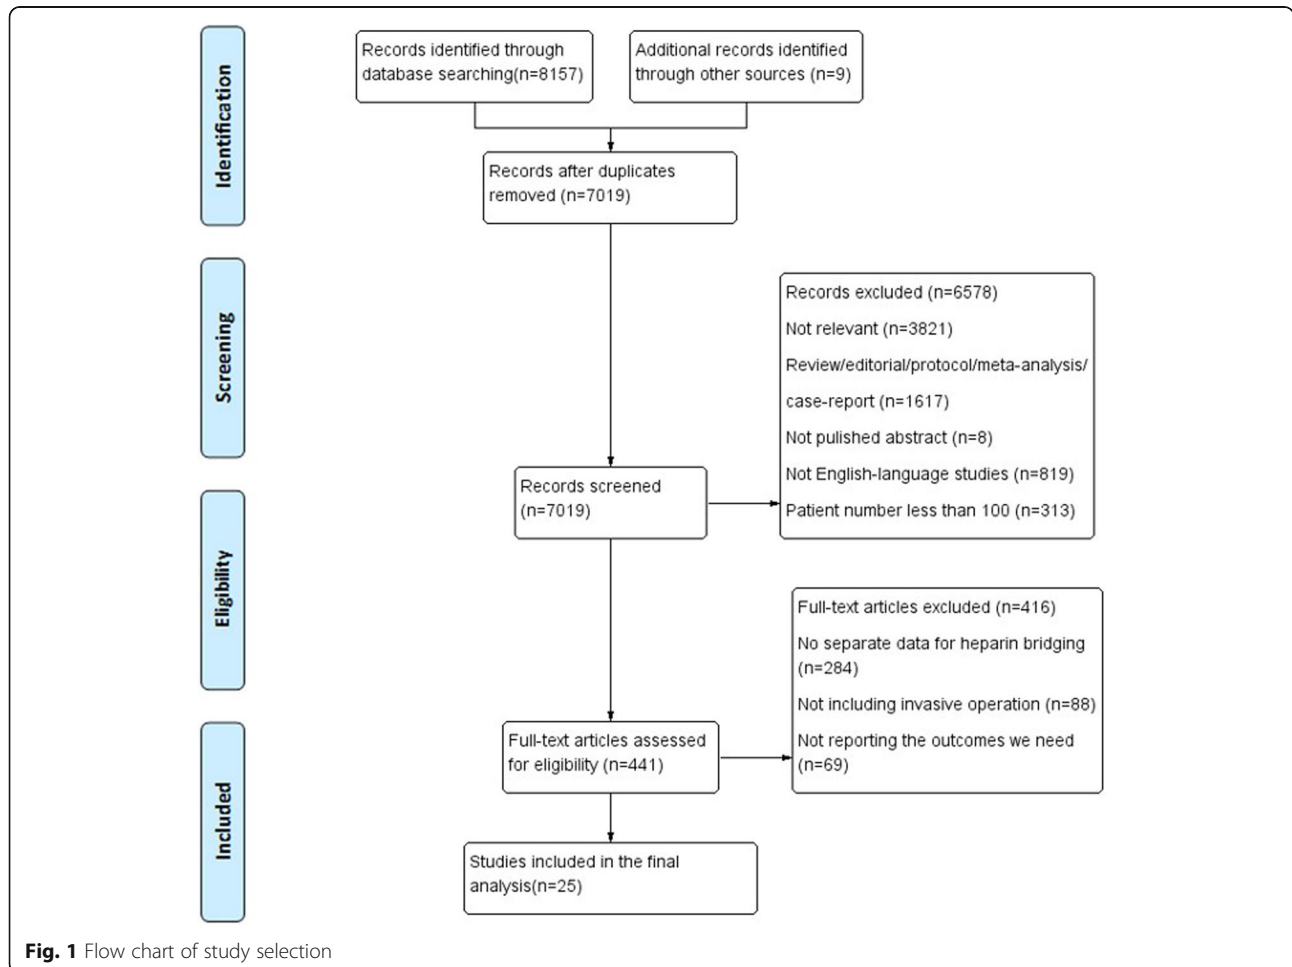 Identification
Records identified through
database searching(n=8157)
Additional records identified
through other sources (n=9)
Records after duplicates
removed (n=7019)
Screening
Records excluded (n=6578)
Not relevant (n=3821)
Review/editorial/protocol/meta-analysis/
case-report (n=1617)
Not pulished abstract (n=8)
Not English-language studies (n=819)
Patient number less than 100 (n=313)
Records screened
(n=7019)
Eligibility
Full-text articles excluded (n=416)
No separate data for heparin bridging
(n=284)
Not including invasive operation (n=88)
Not reporting the outcomes we need
(n=69)
Full-text articles assessed
for eligibility (n=441)
Included
Studies included in the final
analysis(n=25)
Fig. 1 Flow chart of study selection